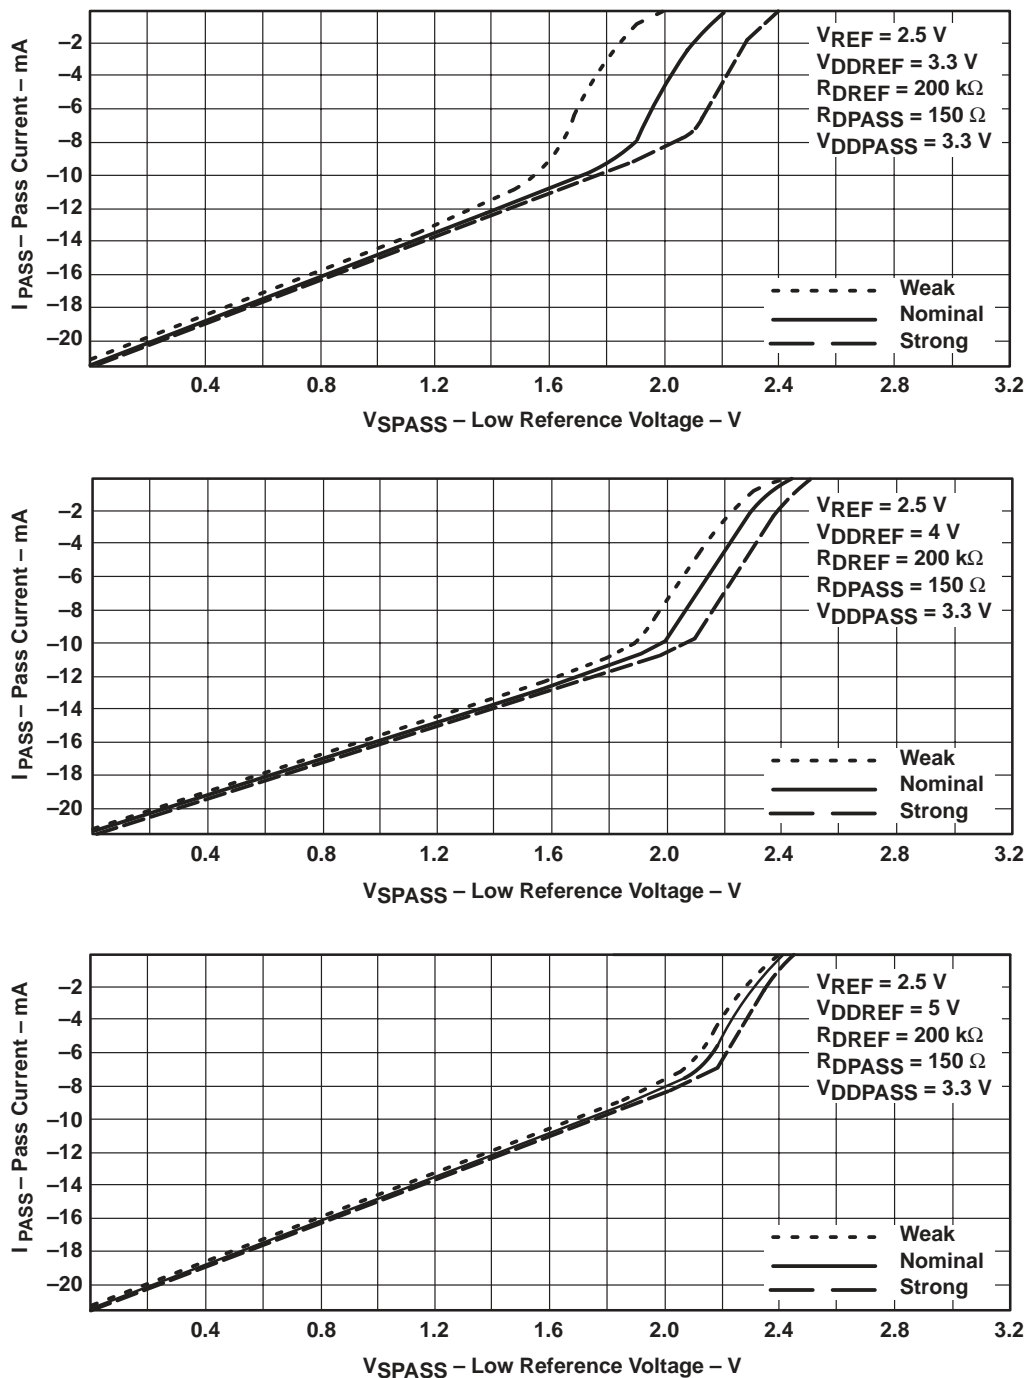 VREF = 2.5 V
VDDREF = 3.3 V
RDREF = 200 kΩ
RDPASS = 150 Ω
VDDPASS = 3.3 V
–2
–4
–6
–8
–10
–12
–14
–16
–18
–20
I PASS – Pass Current – mA
Weak
Nominal
Strong
0.4 0.8 1.2 1.6 2.0 2.4 2.8 3.2
VSPASS – Low Reference Voltage – V
VREF = 2.5 V
VDDREF = 4 V
RDREF = 200 kΩ
RDPASS = 150 Ω
VDDPASS = 3.3 V
–2
–4
–6
–8
–10
–12
–14
–16
–18
–20
I PASS – Pass Current – mA
Weak
Nominal
Strong
0.4 0.8 1.2 1.6 2.0 2.4 2.8 3.2
VSPASS – Low Reference Voltage – V
VREF = 2.5 V
VDDREF = 5 V
RDREF = 200 kΩ
RDPASS = 150 Ω
VDDPASS = 3.3 V
–2
–4
–6
–8
–10
–12
–14
–16
–18
–20
I PASS – Pass Current – mA
Weak
Nominal
Strong
0.4 0.8 1.2 1.6 2.0 2.4 2.8 3.2
VSPASS – Low Reference Voltage – V